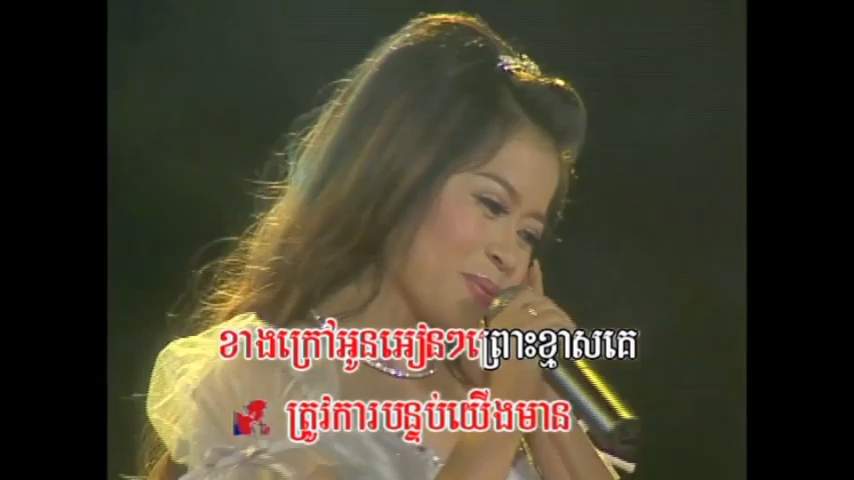 ខាងក្រៅអូនអៀនៗព្រោះខ្មាសគេ
ត្រូវការបន្ទប់យើងមាន